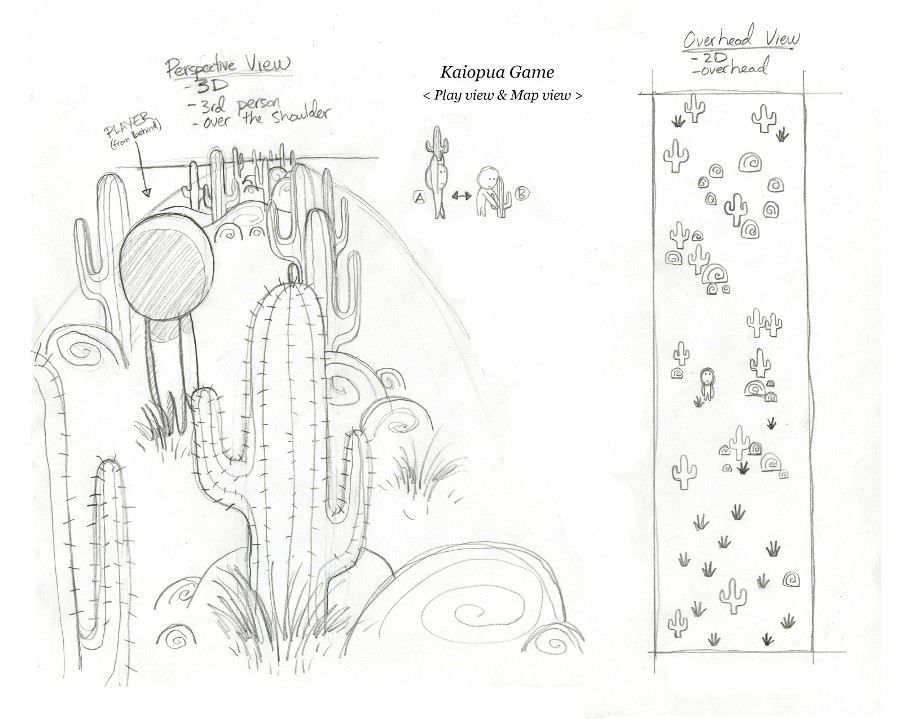 Perspective View
- 3D
- 3rd person
- over the shoulder
PLAYER
(from behind)
Kaiopua Game
< Play view & Map view >
A
B
Overhead View
- 2D
- overhead